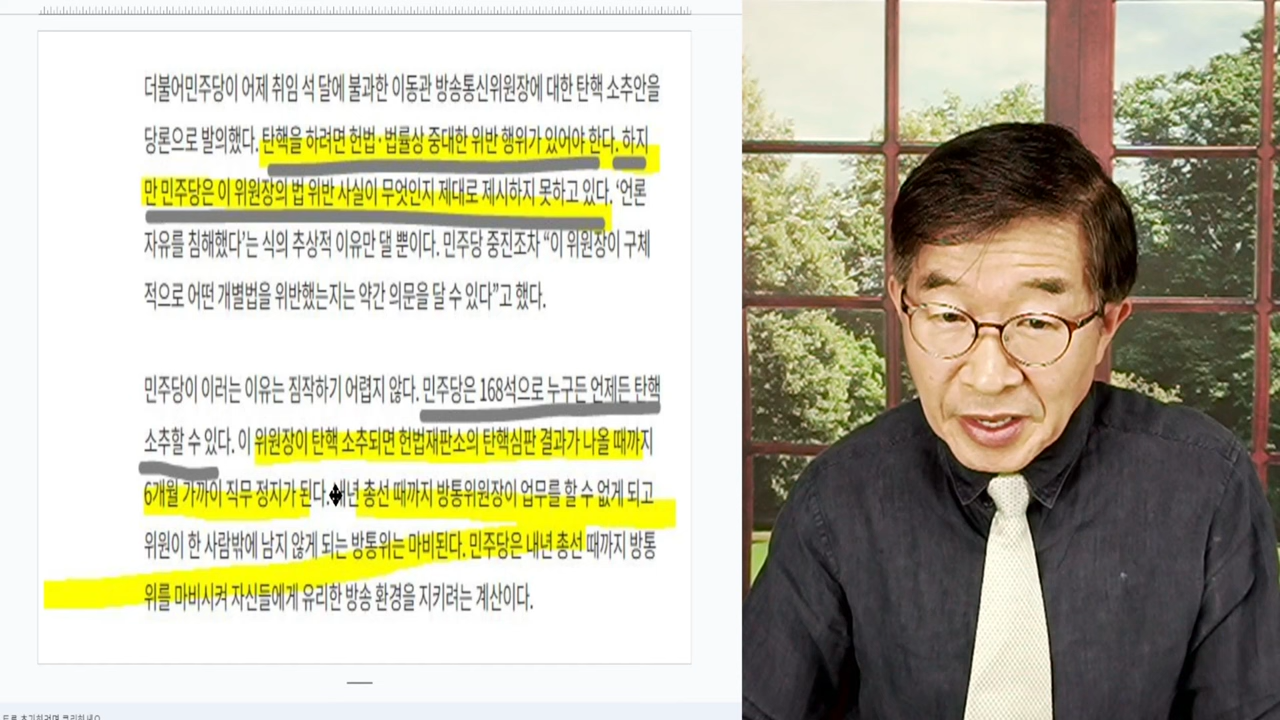 더불어민주당이 어제 취임 석 달에 불과한 이동관 방송통신위원장에 대한 탄핵 소추안을
당론으로 발의했다. 탄핵을 하려면 헌법·법률상 중대한 위반 행위가 있어야 한다. 하지
만 민주당은 이 위원장의 법 위반 사실이 무엇인지 제대로 제시하지 못하고 있다. ‘언론
자유를 침해했다’는 식의 추상적 이유만 댈 뿐이다. 민주당 중진조차 “이 위원장이 구체
적으로 어떤 개별법을 위반했는지는 약간 의문을 달 수 있다”고 했다.
민주당이 이러는 이유는 짐작하기 어렵지 않다. 민주당은 168석으로 누구든 언제든 탄핵
소추할 수 있다. 이 위원장이 탄핵 소추되면 헌법재판소의 탄핵심판 결과가 나올 때까지
6개월 가까이 직무 정지가 된다. 내년 총선 때까지 방통위원장이 업무를 할 수 없게 되고
위원이 한 사람밖에 남지 않게 되는 방통위는 마비된다. 민주당은 내년 총선 때까지 방통
위를 마비시켜 자신들에게 유리한 방송 환경을 지키려는 계산이다.